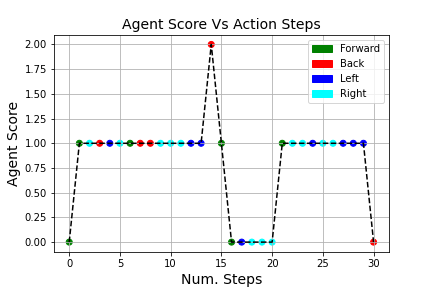 Agent Score Vs Action Steps
2.00
1.75
1.50
1.25
1.00
0.75
0.50
0.25
0.00
Agent Score
Forward
Back
Left
Right
0 5 10 15 20 25 30
Num. Steps